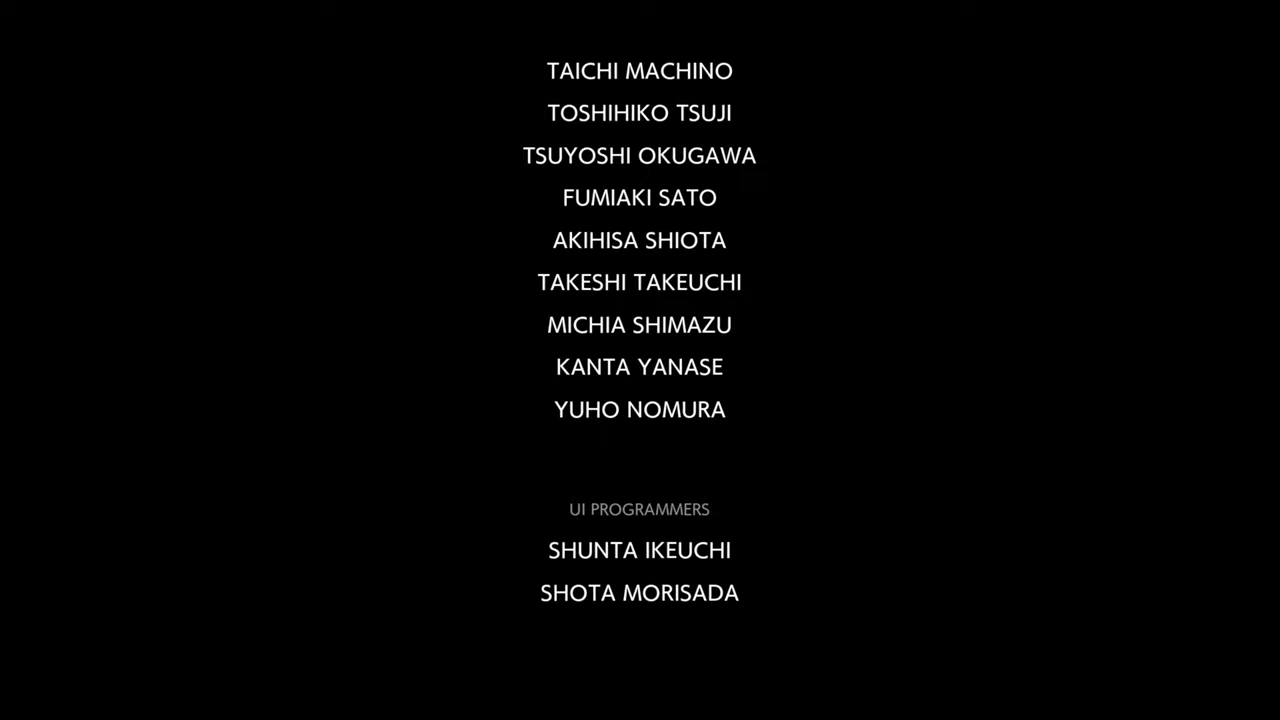 TAICHI MACHINO
TOSHIHIKO TSUJI
TSUYOSHI OKUGAWA
FUMIAKI SATO
AKIHISA SHIOTA
TAKESHI TAKEUCHI
MICHIA SHIMAZU
KANTA YANASE
YUHO NOMURA
UI PROGRAMMERS
SHUNTA IKEUCHI
SHOTA MORISADA